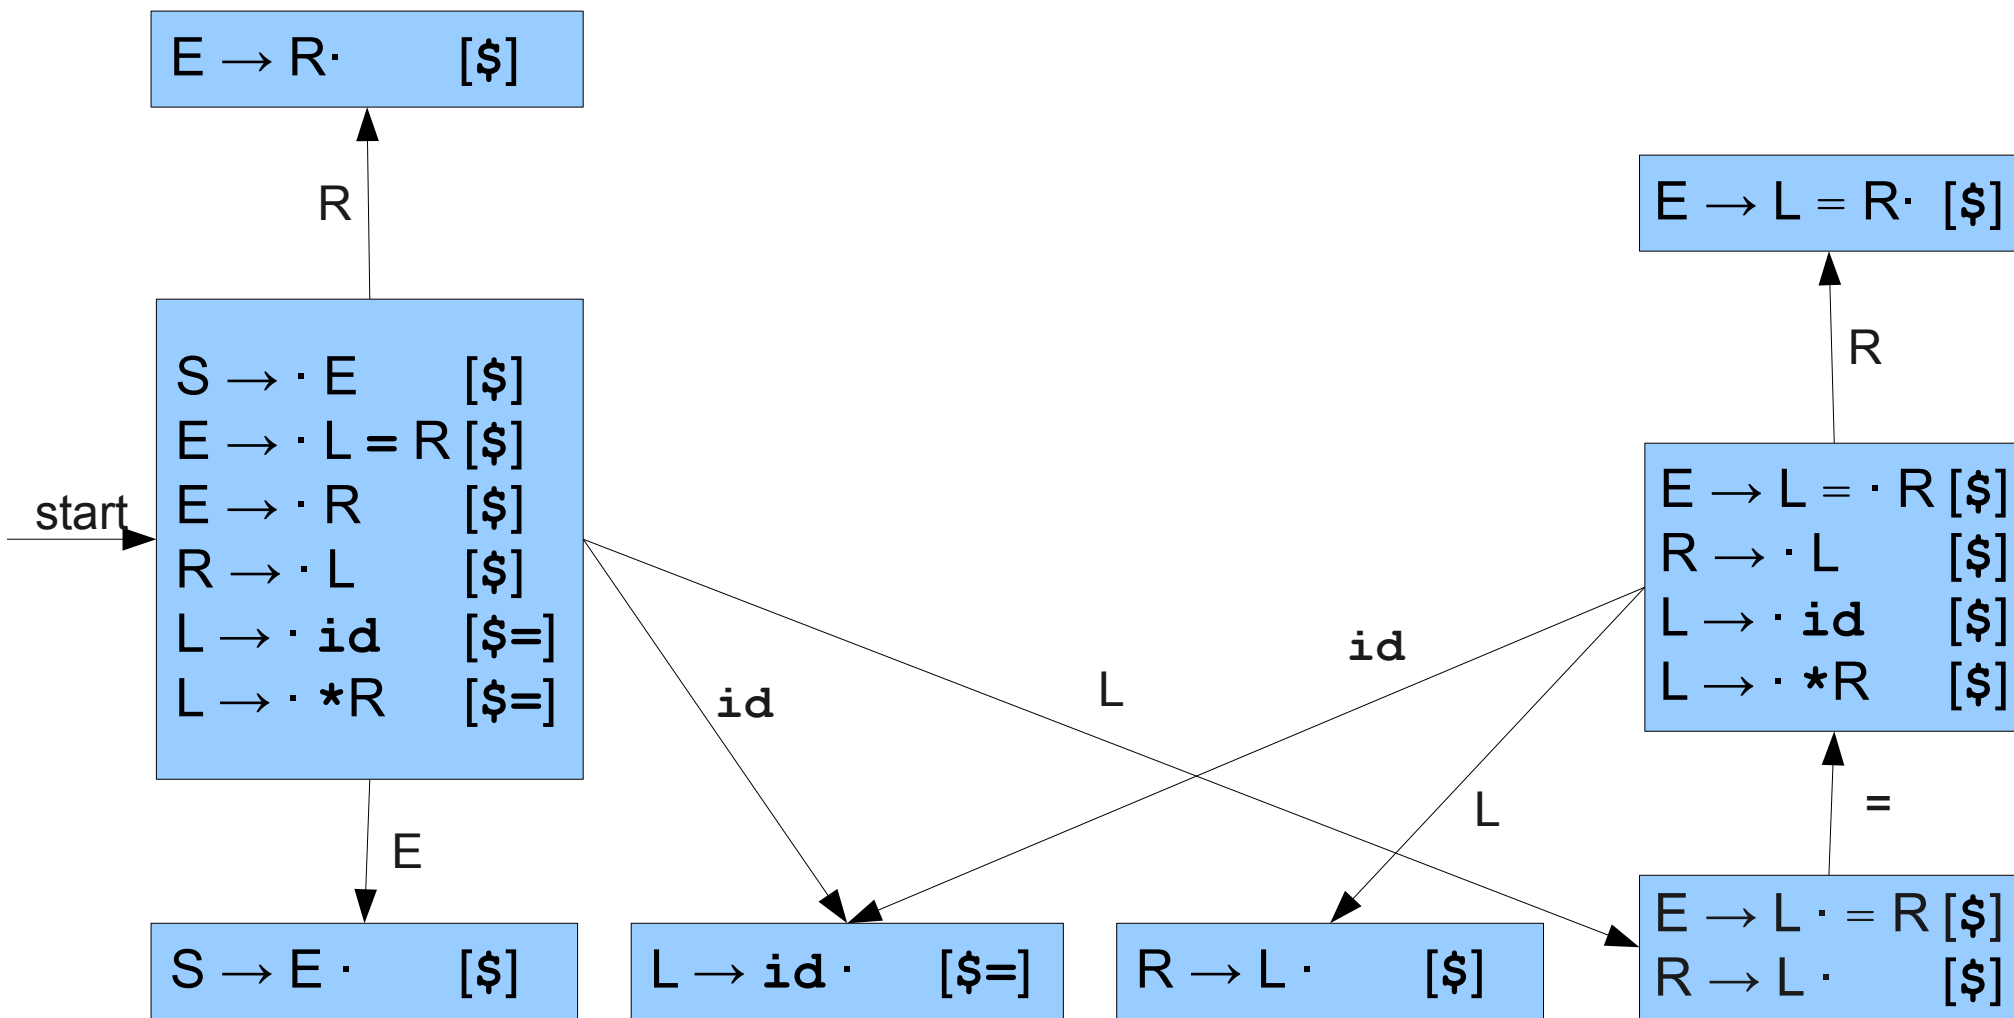 E → R· [$]
R
E → L = R· [$]
R
start
S → · E [$]
E → · L = R [$]
E → · R [$]
R → · L [$]
L → · id [$=]
L → · *R [$=]
E → L = · R [$]
R → · L [$]
L → · id [$]
L → · *R [$]
id
L
id
L
=
E
S → E · [$]
L → id · [$=]
R → L · [$]
E → L · = R [$]
R → L · [$]